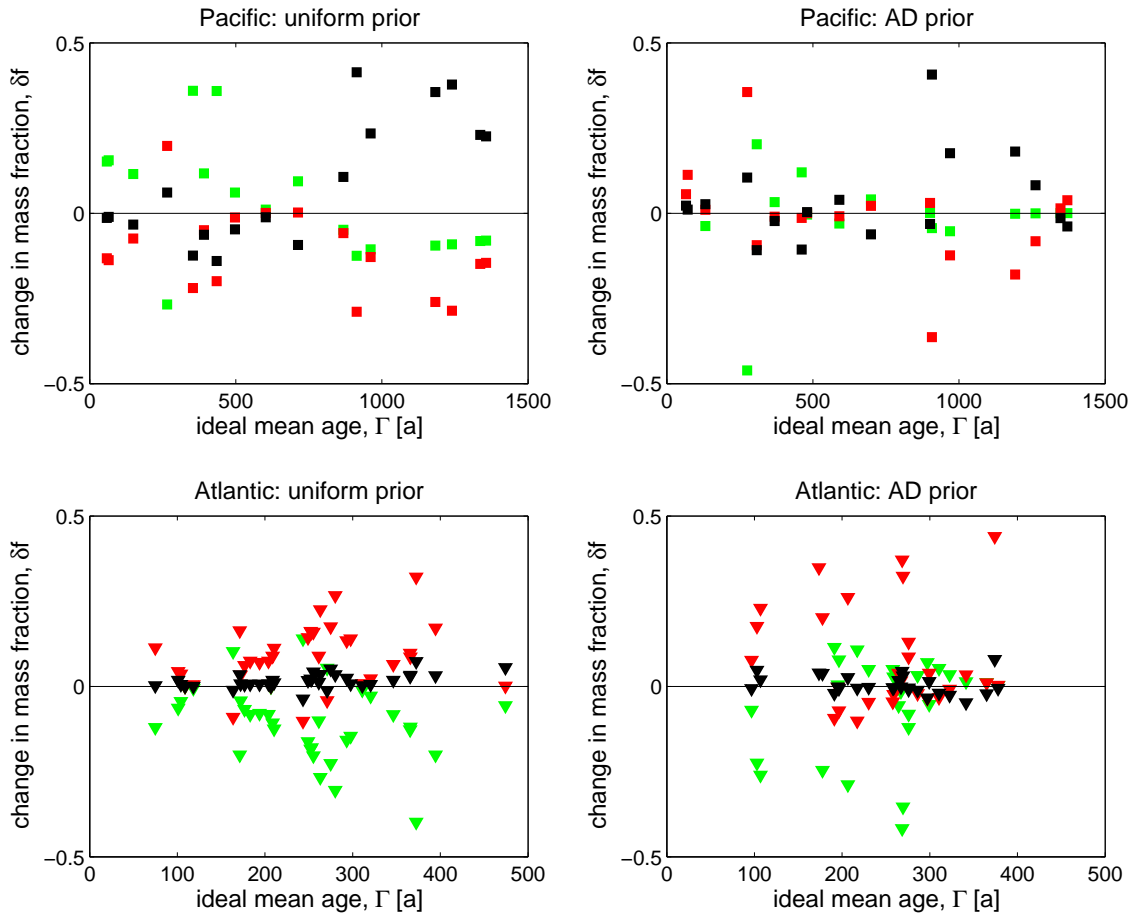 Pacific: uniform prior
Pacific: AD prior
change in mass fraction, δf
0.5
0
−0.5
0 500 1000 1500
ideal mean age, Γ [a]
change in mass fraction, δf
0.5
0
−0.5
0 500 1000 1500
ideal mean age, Γ [a]
Atlantic: uniform prior
Atlantic: AD prior
change in mass fraction, δf
0.5
0
−0.5
0 100 200 300 400 500
ideal mean age, Γ [a]
change in mass fraction, δf
0.5
0
−0.5
0 100 200 300 400 500
ideal mean age, Γ [a]